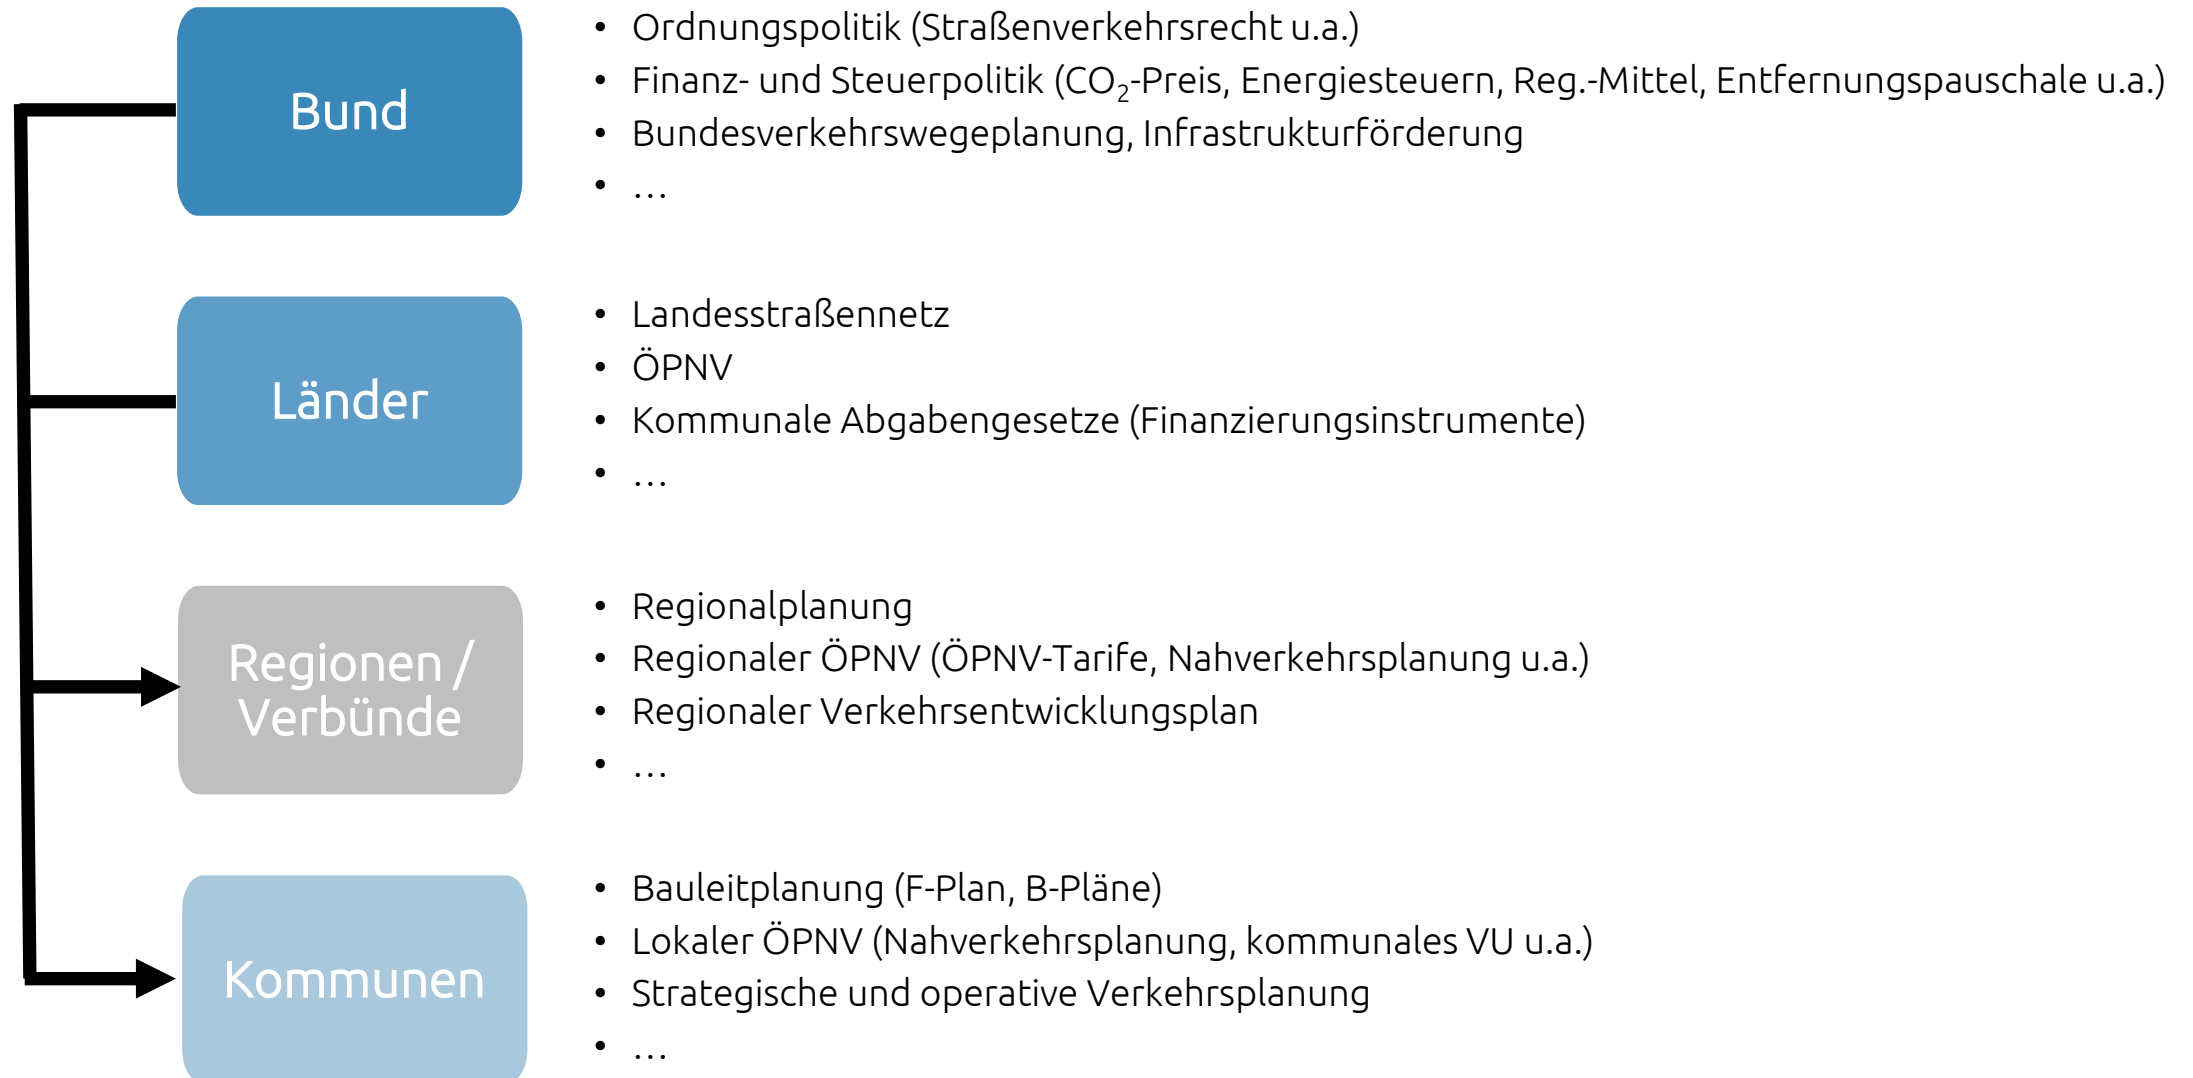 Bund
• Ordnungspolitik (Straßenverkehrsrecht u.a.)
• Finanz- und Steuerpolitik (CO₂-Preis, Energiesteuern, Reg.-Mittel, Entfernungspauschale u.a.)
• Bundesverkehrswegeplanung, Infrastrukturförderung
• …
Länder
• Landesstraßennetz
• ÖPNV
• Kommunale Abgabengesetze (Finanzierungsinstrumente)
• …
Regionen /
Verbünde
• Regionalplanung
• Regionaler ÖPNV (ÖPNV-Tarife, Nahverkehrsplanung u.a.)
• Regionaler Verkehrsentwicklungsplan
• …
Kommunen
• Bauleitplanung (F-Plan, B-Pläne)
• Lokaler ÖPNV (Nahverkehrsplanung, kommunales VU u.a.)
• Strategische und operative Verkehrsplanung
• …